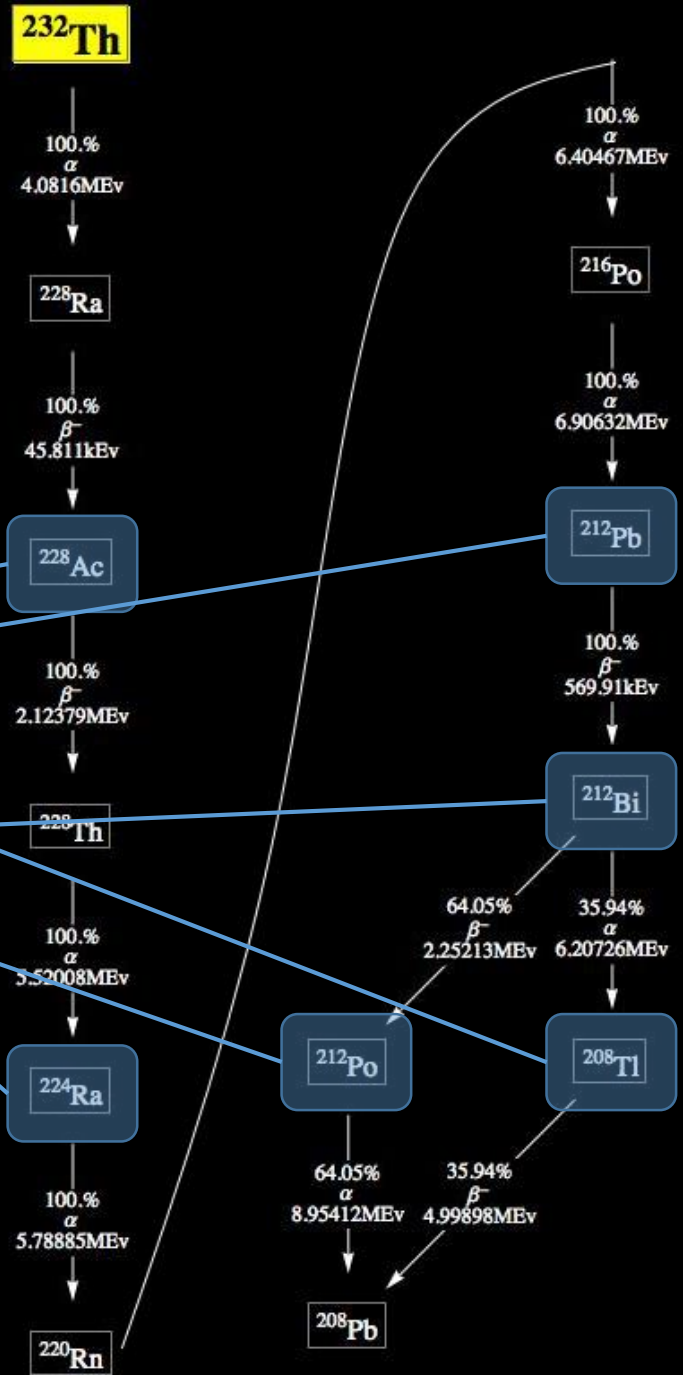 ²³²Th
100.%
α
4.0816MEv
²²⁸Ra
100.%
β⁻
45.811kEv
²²⁸Ac
100.%
β⁻
2.12379MEv
²²⁸Th
100.%
α
5.52008MEv
²²⁴Ra
100.%
α
5.78885MEv
²²⁰Rn
100.%
α
6.40467MEv
²¹⁶Po
100.%
α
6.90632MEv
²¹²Pb
100.%
β⁻
569.91kEv
²¹²Bi
64.05%
β⁻
2.25213MEv
35.94%
α
6.20726MEv
²¹²Po
²⁰⁸Tl
64.05%
α
8.95412MEv
35.94%
β⁻
4.99898MEv
²⁰⁸Pb